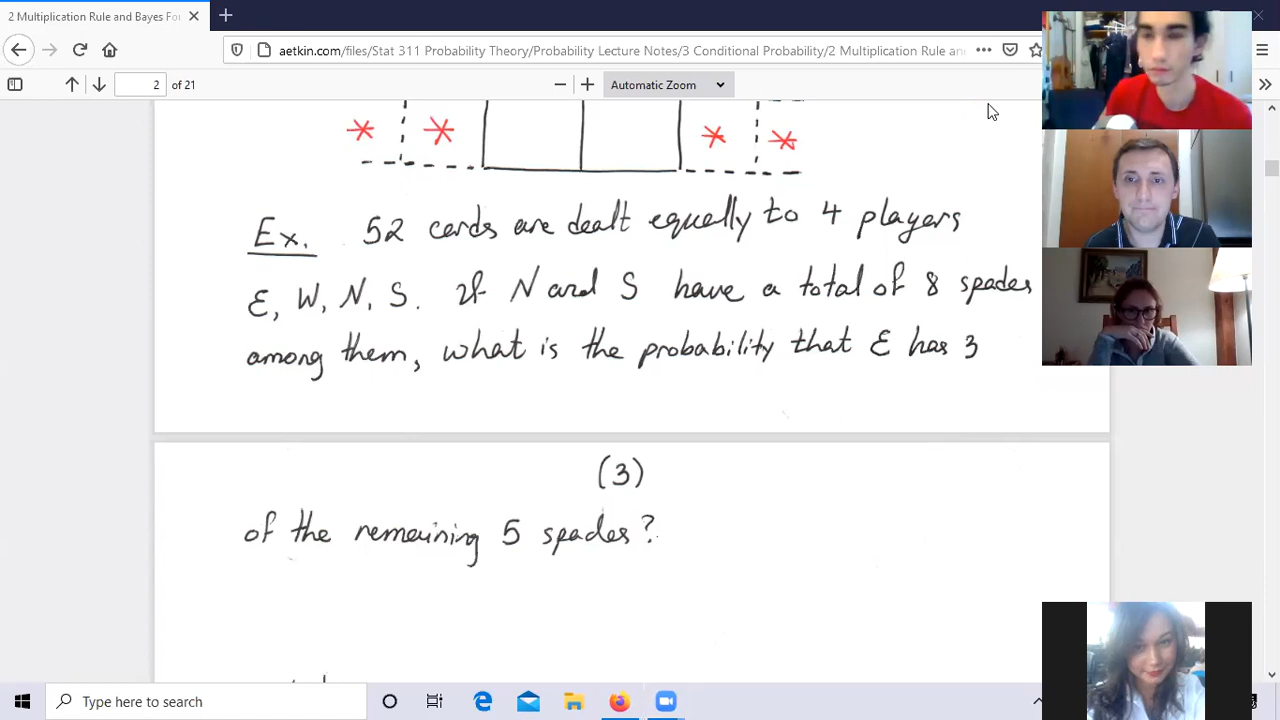 2 Multiplication Rule and Bayes Fo
aetkin.com/files/Stat 311 Probability Theory/Probability Lecture Notes/3 Conditional Probability/2 Multiplication Rule and
2 of 21
Automatic Zoom
Ex. 52 cards are dealt equally to 4 players
E, W, N, S. If N and S have a total of 8 spades
among them, what is the probability that E has 3
(3)
of the remaining 5 spades?
Type here to search